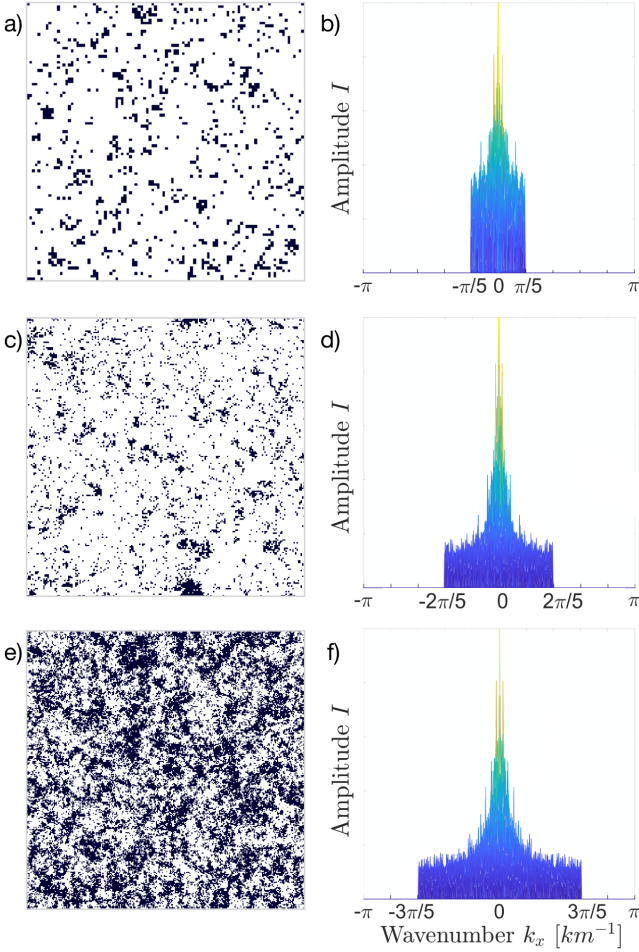 a)
b)
Amplitude I
-π
-π/5 0 π/5
π
c)
d)
Amplitude I
-π
-2π/5 0 2π/5
π
e)
f)
Amplitude I
-π -3π/5 0 3π/5 π
Wavenumber kₓ [km⁻¹]